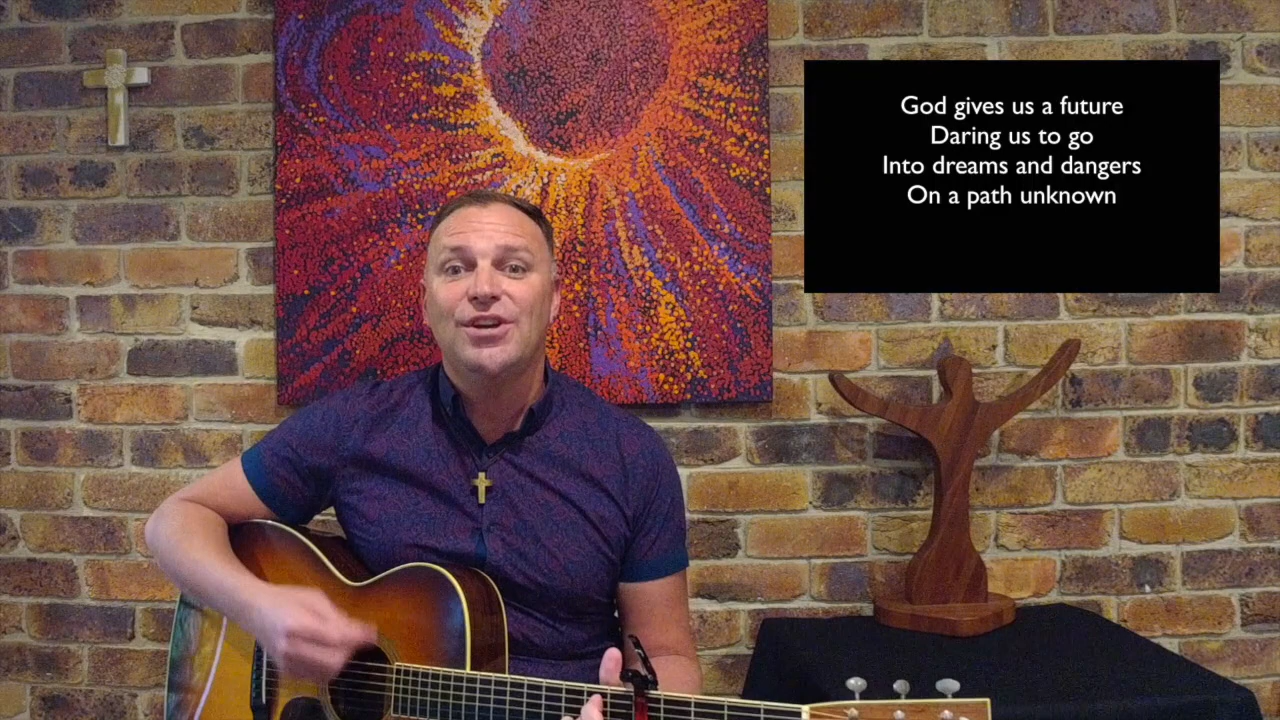 God gives us a future
Daring us to go
Into dreams and dangers
On a path unknown